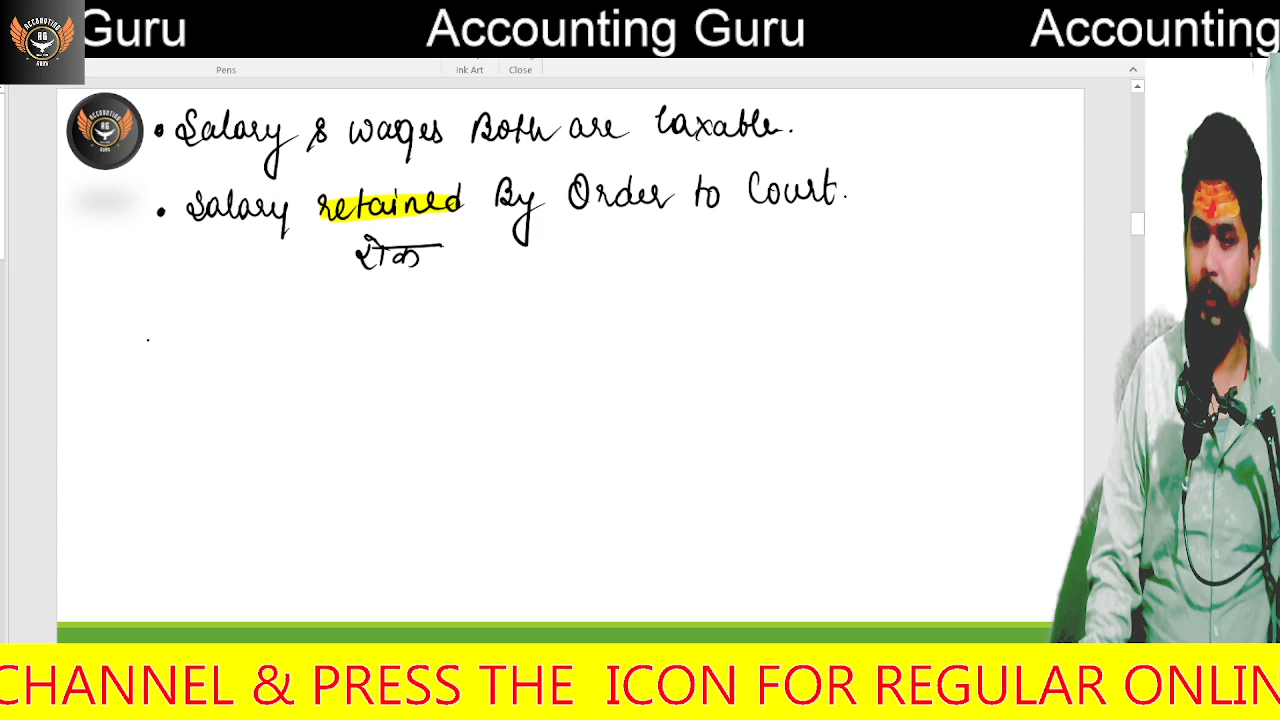 Guru Accounting Guru Accounting
Pens Ink Art Close
• Salary & wages Both are taxable.
• Salary retained By Order to Court.
रोक
CHANNEL & PRESS THE ICON FOR REGULAR ONLIN